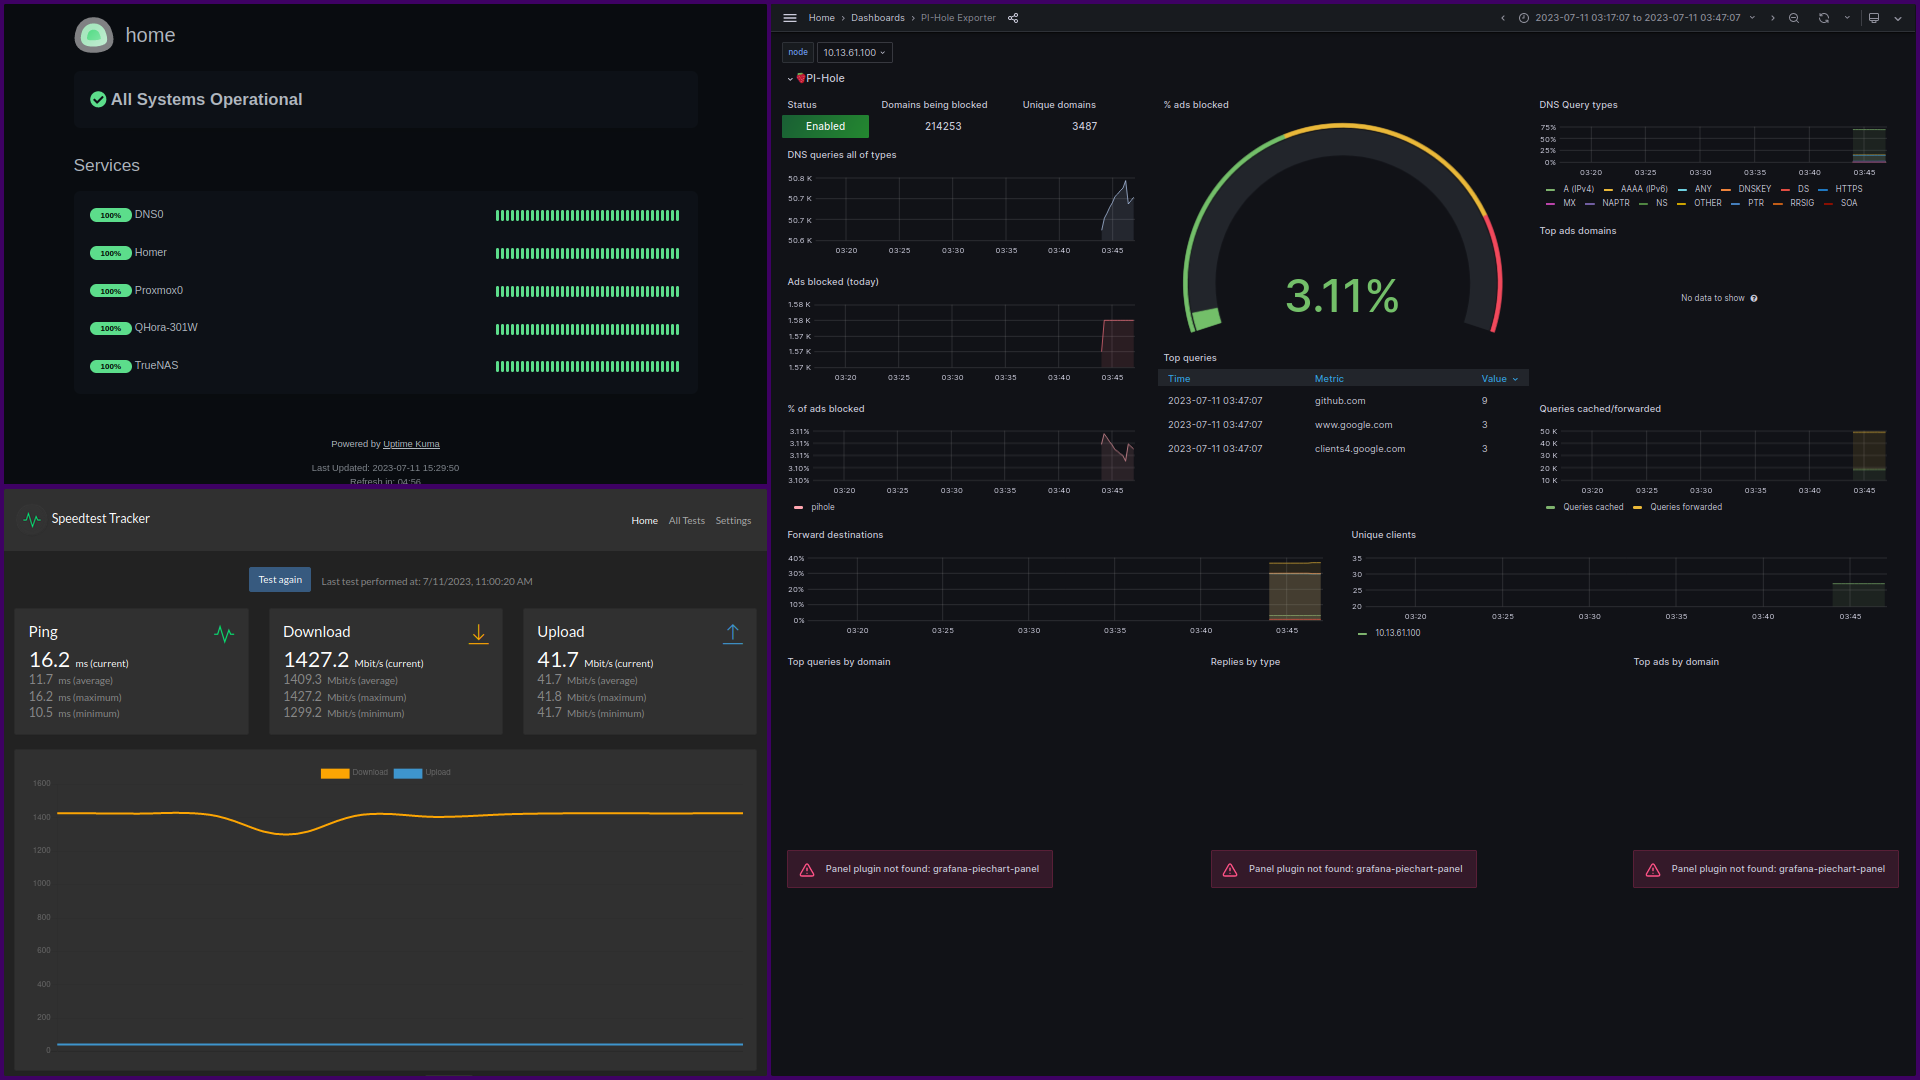 home
All Systems Operational
Services
100% DNS0
100% Homer
100% Proxmox0
100% QHora-301W
100% TrueNAS
Powered by Uptime Kuma
Last Updated: 2023-07-11 15:29:50
Refresh in: 04:56
Speedtest Tracker
Home All Tests Settings
Test again Last test performed at: 7/11/2023, 11:00:20 AM
Ping
16.2 ms (current)
11.7 ms (average)
16.2 ms (maximum)
10.5 ms (minimum)
Download
1427.2 Mbit/s (current)
1409.3 Mbit/s (average)
1427.2 Mbit/s (maximum)
1299.2 Mbit/s (minimum)
Upload
41.7 Mbit/s (current)
41.7 Mbit/s (average)
41.8 Mbit/s (maximum)
41.7 Mbit/s (minimum)
Download Upload
1600
1400
1200
1000
800
600
400
200
0
Home › Dashboards › PI-Hole Exporter
2023-07-11 03:17:07 to 2023-07-11 03:47:07
node 10.13.61.100
PI-Hole
Status
Enabled
Domains being blocked
214253
Unique domains
3487
DNS queries all of types
50.8 K
50.7 K
50.7 K
50.6 K
03:20 03:25 03:30 03:35 03:40 03:45
Ads blocked (today)
1.58 K
1.58 K
1.57 K
1.57 K
1.57 K
03:20 03:25 03:30 03:35 03:40 03:45
% of ads blocked
3.11%
3.11%
3.11%
3.10%
3.10%
03:20 03:25 03:30 03:35 03:40 03:45
pihole
% ads blocked
3.11%
Top queries
Time Metric Value
2023-07-11 03:47:07 github.com 9
2023-07-11 03:47:07 www.google.com 3
2023-07-11 03:47:07 clients4.google.com 3
DNS Query types
75%
50%
25%
0%
03:20 03:25 03:30 03:35 03:40 03:45
A (IPv4) AAAA (IPv6) ANY DNSKEY DS HTTPS
MX NAPTR NS OTHER PTR RRSIG SOA
Top ads domains
No data to show
Queries cached/forwarded
50 K
40 K
30 K
20 K
10 K
03:20 03:25 03:30 03:35 03:40 03:45
Queries cached Queries forwarded
Forward destinations
40%
30%
20%
10%
0%
03:20 03:25 03:30 03:35 03:40 03:45
Unique clients
35
30
25
20
03:20 03:25 03:30 03:35 03:40 03:45
10.13.61.100
Top queries by domain
Panel plugin not found: grafana-piechart-panel
Replies by type
Panel plugin not found: grafana-piechart-panel
Top ads by domain
Panel plugin not found: grafana-piechart-panel